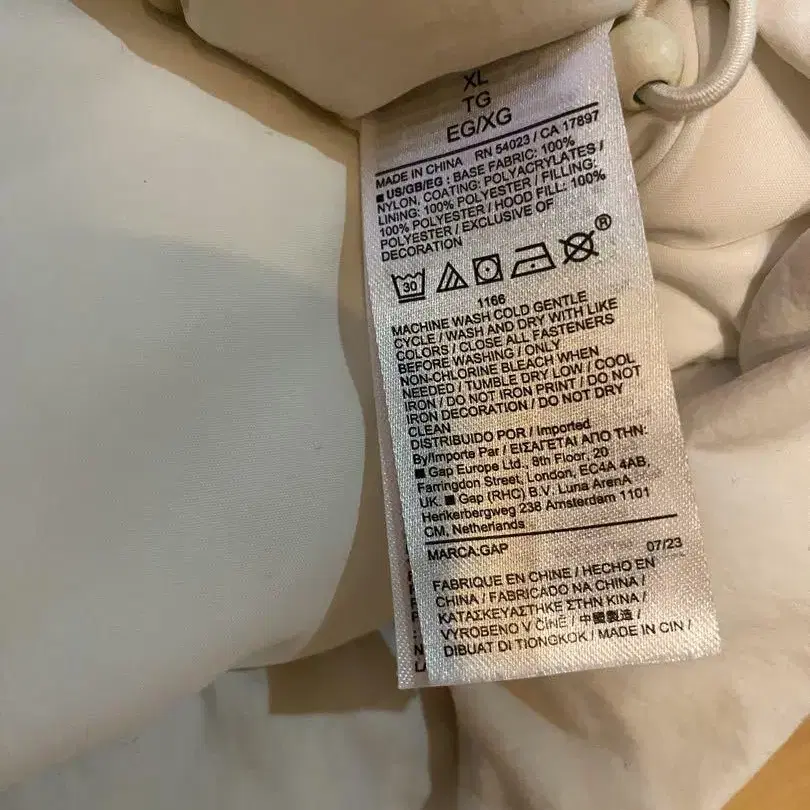 XL
TG
EG/XG
MADE IN CHINA RN 54023 / CA 17897
■ US/GB/EG : BASE FABRIC: 100%
NYLON, COATING: POLYACRYLATES /
LINING: 100% POLYESTER / FILLING:
100% POLYESTER / HOOD FILL: 100%
POLYESTER / EXCLUSIVE OF
DECORATION
30
®
1166
MACHINE WASH COLD GENTLE
CYCLE / WASH AND DRY WITH LIKE
COLORS / CLOSE ALL FASTENERS
BEFORE WASHING / ONLY
NON-CHLORINE BLEACH WHEN
NEEDED / TUMBLE DRY LOW / COOL
IRON / DO NOT IRON PRINT / DO NOT
IRON DECORATION / DO NOT DRY
CLEAN
DISTRIBUIDO POR / Imported
By/Importe Par / ΕΙΣΑΓΕΤΑΙ ΑΠΟ ΤΗΝ:
■ Gap Europe Ltd., 8th Floor, 20
Farringdon Street, London, EC4A 4AB,
UK. ■ Gap (RHC) B.V. Luna ArenA
Herikerbergweg 238 Amsterdam 1101
CM, Netherlands
MARCA:GAP 07/23
FABRIQUE EN CHINE / HECHO EN
CHINA / FABRICADO NA CHINA /
ΚΑΤΑΣΚΕΥΑΣΤΗΚΕ ΣΤΗΝ ΚΙΝΑ /
VYROBENO V ČÍNĚ / 中國製造 /
DIBUAT DI TIONGKOK / MADE IN CIN /